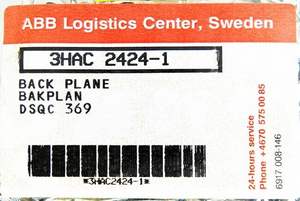 ABB Logistics Center, Sweden
3HAC 2424-1
BACK PLANE
BAKPLAN
DSQC 369
*3HAC2424-1*
24-hours service
Phone +4670 575 00 85
6917 008-146